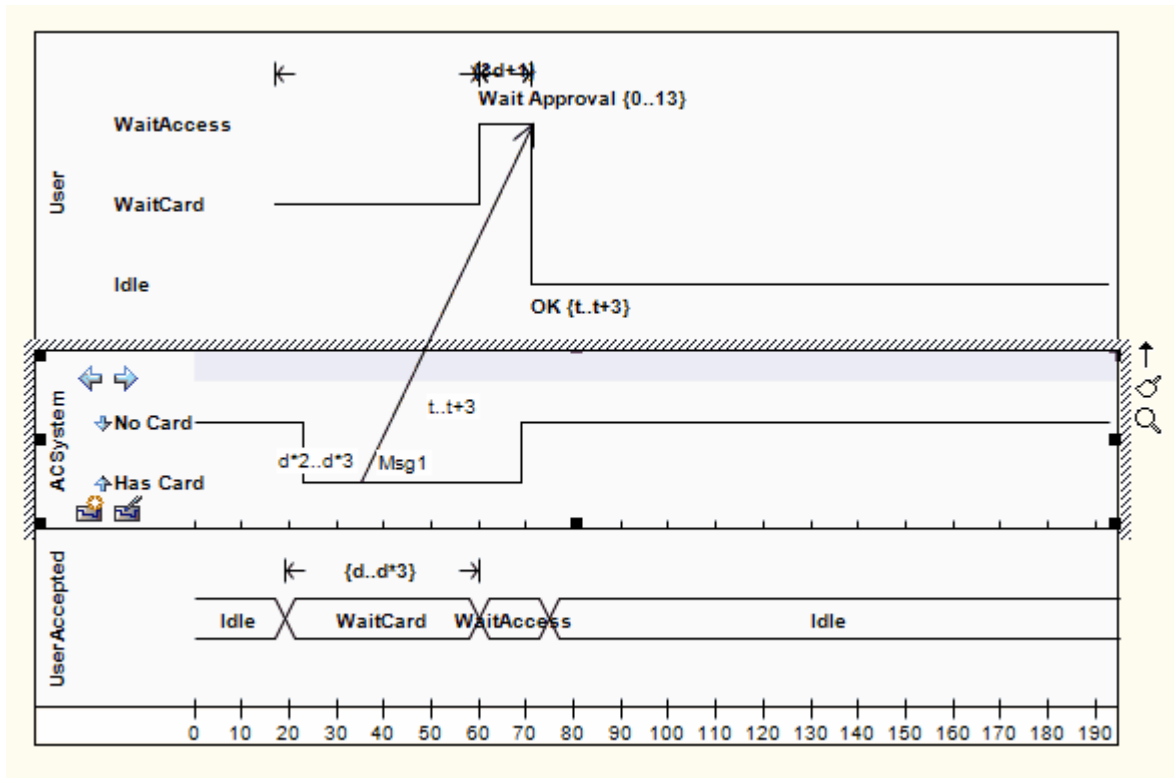 {3d+1}
Wait Approval {0..13}
WaitAccess
User
WaitCard
Idle
OK {t..t+3}
ACSystem
t..t+3
No Card
d*2..d*3
Msg1
Has Card
UserAccepted
{d..d*3}
Idle WaitCard WaitAccess Idle
0 10 20 30 40 50 60 70 80 90 100 110 120 130 140 150 160 170 180 190